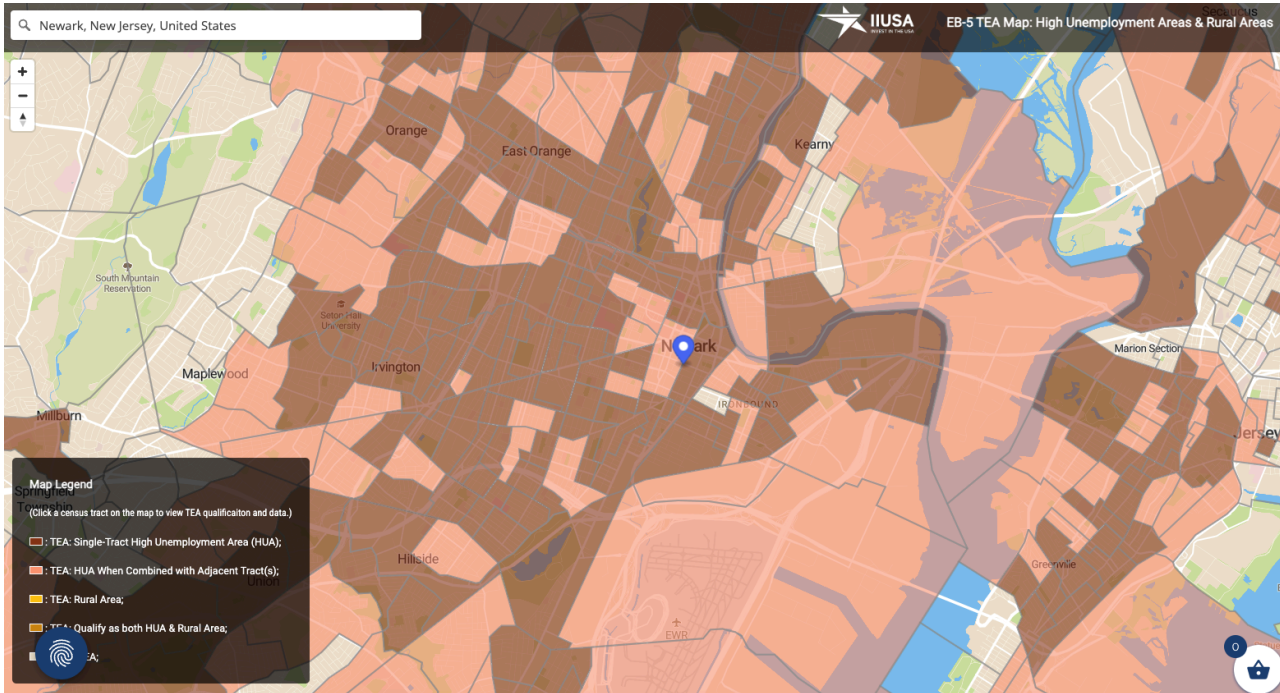 Newark, New Jersey, United States
IIUSA
INVEST IN THE USA
EB-5 TEA Map: High Unemployment Areas & Rural Areas
Secaucus
Orange
East Orange
Kearny
South Mountain
Reservation
Seton Hall
University
Newark
Marion Section
Maplewood
Irvington
IRONBOUND
Millburn
Jersey
Springfield
Township
Map Legend
(Click a census tract on the map to view TEA qualificaiton and data.)
: TEA: Single-Tract High Unemployment Area (HUA);
: TEA: HUA When Combined with Adjacent Tract(s);
Union
: TEA: Rural Area;
: TEA: Qualify as both HUA & Rural Area;
EA;
Hillside
Greenville
EWR
0